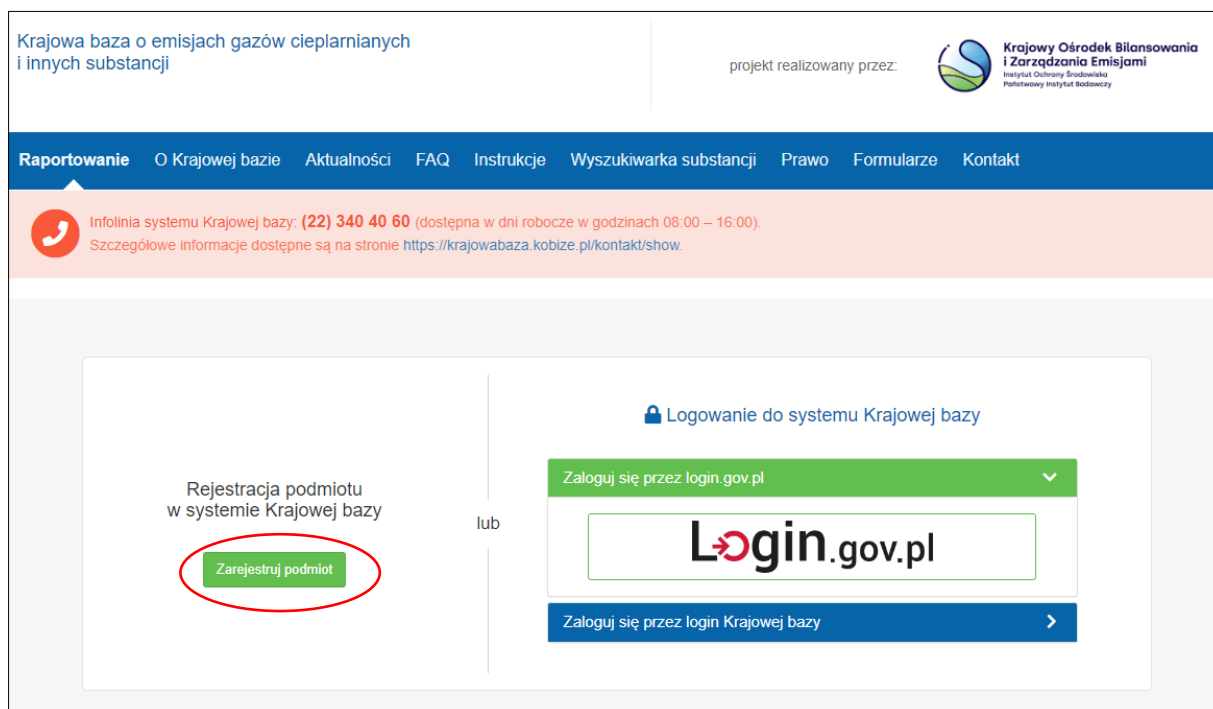 Krajowa baza o emisjach gazów cieplarnianych
i innych substancji
projekt realizowany przez:
Krajowy Ośrodek Bilansowania
i Zarządzania Emisjami
Instytut Ochrony Środowiska
Państwowy Instytut Badawczy
Raportowanie O Krajowej bazie Aktualności FAQ Instrukcje Wyszukiwarka substancji Prawo Formularze Kontakt
Infolinia systemu Krajowej bazy: (22) 340 40 60 (dostępna w dni robocze w godzinach 08:00 – 16:00).
Szczegółowe informacje dostępne są na stronie https://krajowabaza.kobize.pl/kontakt/show.
Rejestracja podmiotu
w systemie Krajowej bazy
Zarejestruj podmiot
lub
Logowanie do systemu Krajowej bazy
Zaloguj się przez login.gov.pl
Login.gov.pl
Zaloguj się przez login Krajowej bazy